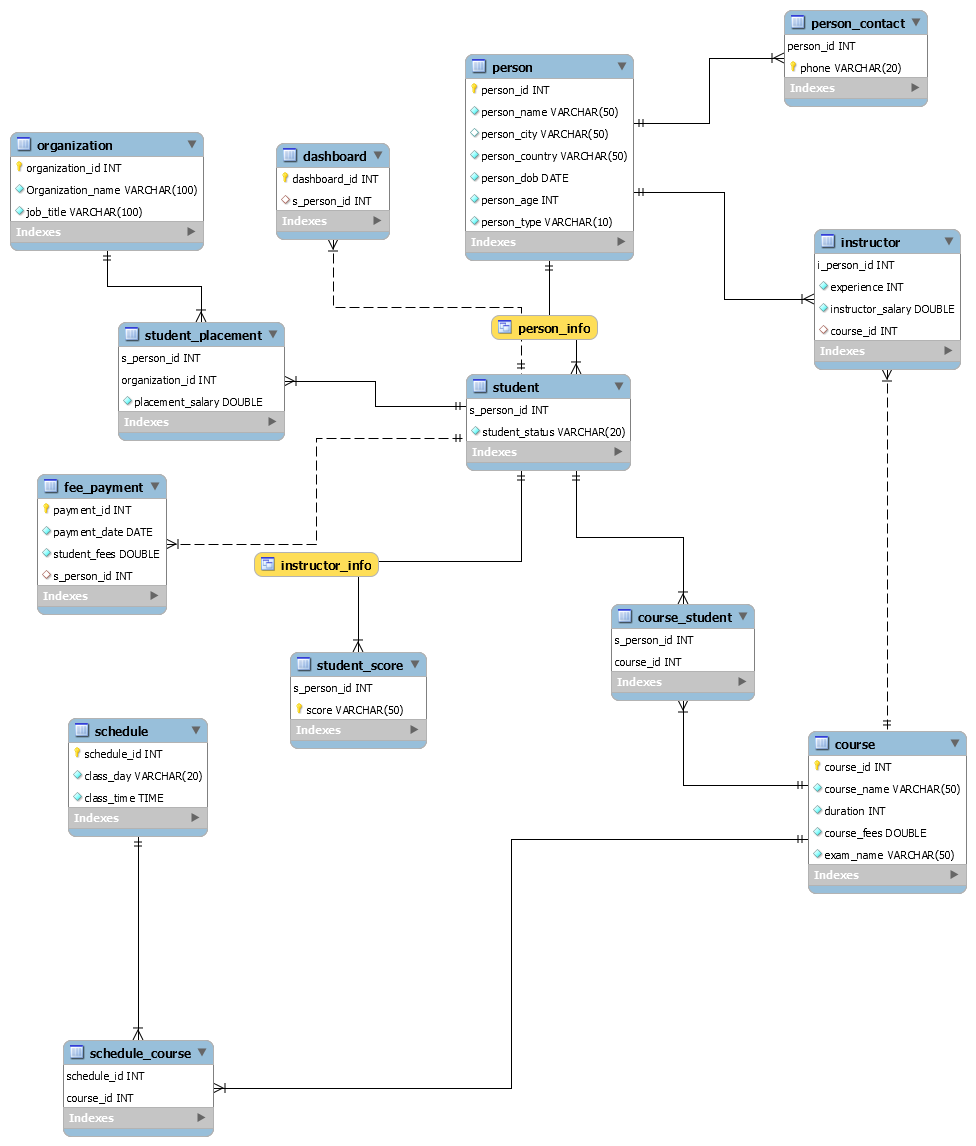 person_contact
person_id INT
phone VARCHAR(20)
Indexes
person
person_id INT
person_name VARCHAR(50)
person_city VARCHAR(50)
person_country VARCHAR(50)
person_dob DATE
person_age INT
person_type VARCHAR(10)
Indexes
organization
organization_id INT
Organization_name VARCHAR(100)
job_title VARCHAR(100)
Indexes
dashboard
dashboard_id INT
s_person_id INT
Indexes
instructor
i_person_id INT
experience INT
instructor_salary DOUBLE
course_id INT
Indexes
person_info
student_placement
s_person_id INT
organization_id INT
placement_salary DOUBLE
Indexes
student
s_person_id INT
student_status VARCHAR(20)
Indexes
fee_payment
payment_id INT
payment_date DATE
student_fees DOUBLE
s_person_id INT
Indexes
instructor_info
course_student
s_person_id INT
course_id INT
Indexes
student_score
s_person_id INT
score VARCHAR(50)
Indexes
schedule
schedule_id INT
class_day VARCHAR(20)
class_time TIME
Indexes
course
course_id INT
course_name VARCHAR(50)
duration INT
course_fees DOUBLE
exam_name VARCHAR(50)
Indexes
schedule_course
schedule_id INT
course_id INT
Indexes